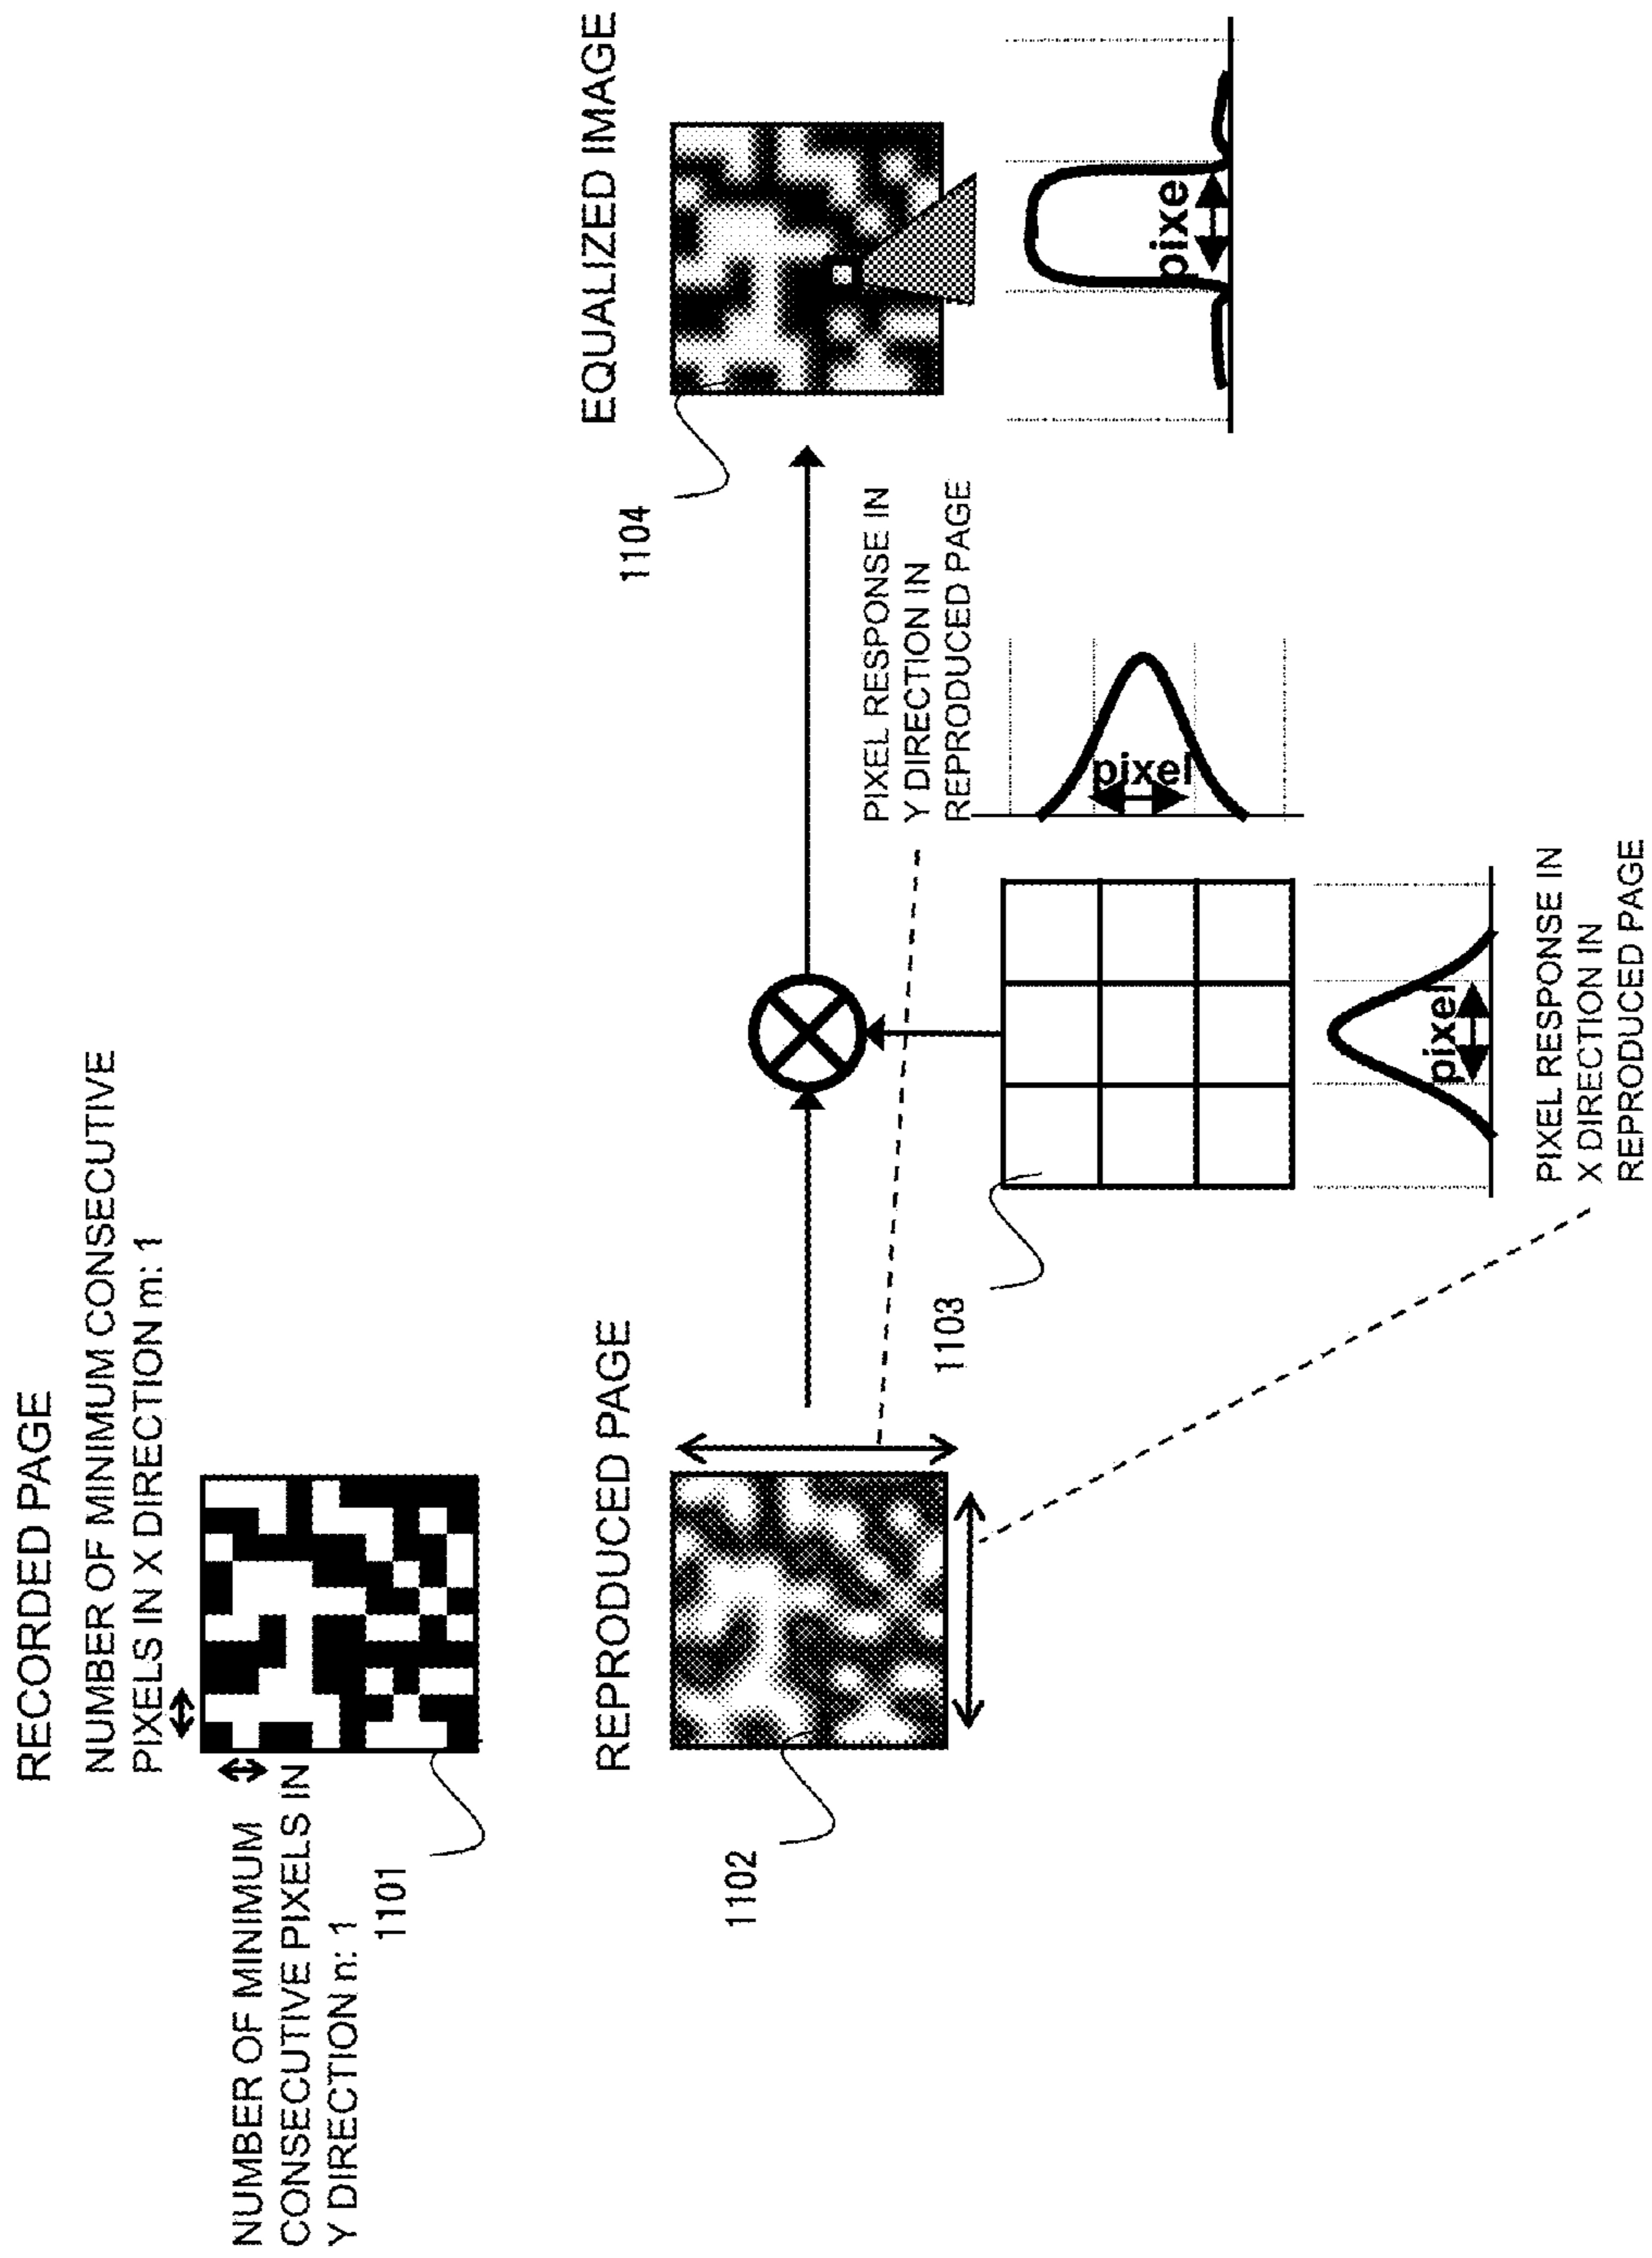 RECORDED PAGE
NUMBER OF MINIMUM CONSECUTIVE
PIXELS IN X DIRECTION m: 1
NUMBER OF MINIMUM
CONSECUTIVE PIXELS IN
Y DIRECTION n: 1
1101
REPRODUCED PAGE
1102
1103
PIXEL RESPONSE IN
Y DIRECTION IN
REPRODUCED PAGE
pixel
pixel
PIXEL RESPONSE IN
X DIRECTION IN
REPRODUCED PAGE
EQUALIZED IMAGE
1104
pixe